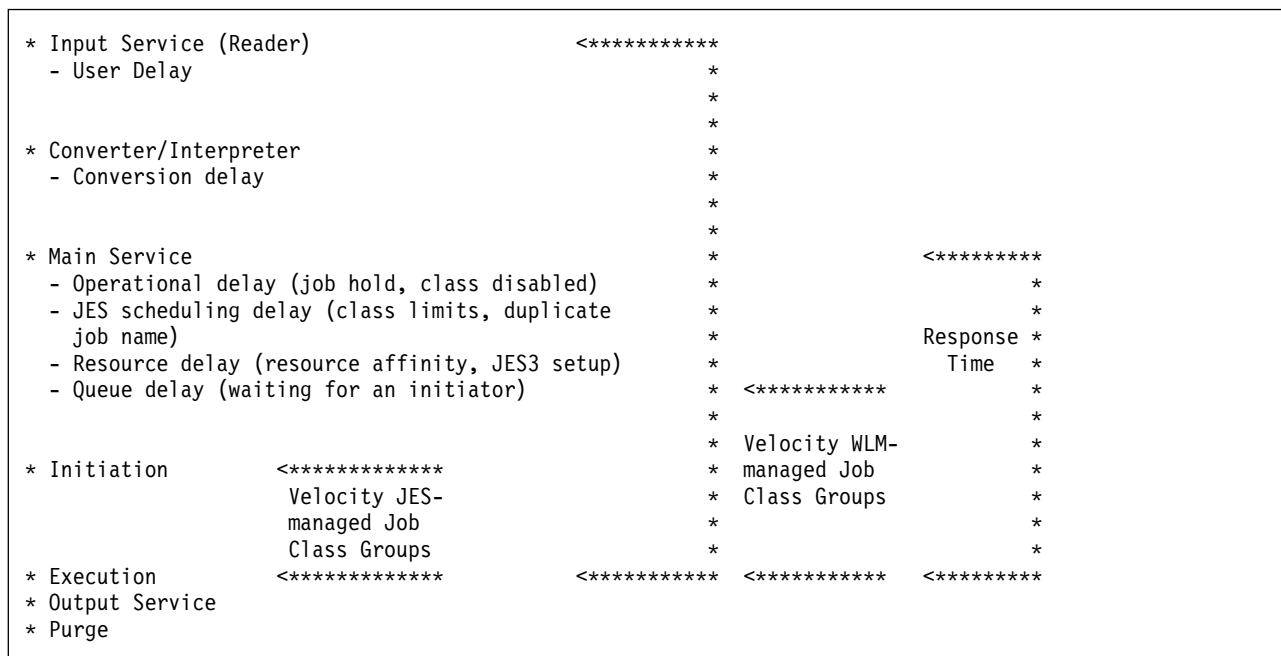 * Input Service (Reader) <***********
- User Delay *
*
*
* Converter/Interpreter *
- Conversion delay *
*
*
* Main Service * <*********
- Operational delay (job hold, class disabled) * *
- JES scheduling delay (class limits, duplicate * *
job name) * Response *
- Resource delay (resource affinity, JES3 setup) * Time *
- Queue delay (waiting for an initiator) * <*********** *
* *
* Velocity WLM- *
* Initiation <************* * managed Job *
Velocity JES- * Class Groups *
managed Job * *
Class Groups * *
* Execution <************* <*********** <*********** <*********
* Output Service
* Purge